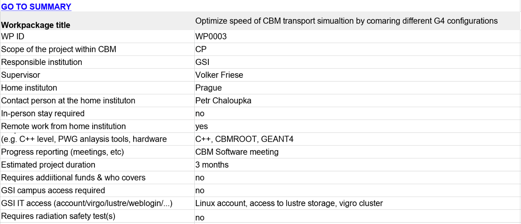 GO TO SUMMARY
Workpackage title Optimize speed of CBM transport simualtion by comaring different G4 configurations
WP ID WP0003
Scope of the project within CBM CP
Responsible institution GSI
Supervisor Volker Friese
Home instituton Prague
Contact person at the home instituton Petr Chaloupka
In-person stay required no
Remote work from home institution yes
(e.g. C++ level, PWG anlaysis tools, hardware C++, CBMROOT, GEANT4
Progress reporting (meetings, etc) CBM Software meeting
Estimated project duration 3 months
Requires addiitional funds & who covers no
GSI campus access required no
GSI IT access (account/virgo/lustre/weblogin/...) Linux account, access to lustre storage, vigro cluster
Requires radiation safety test(s) no